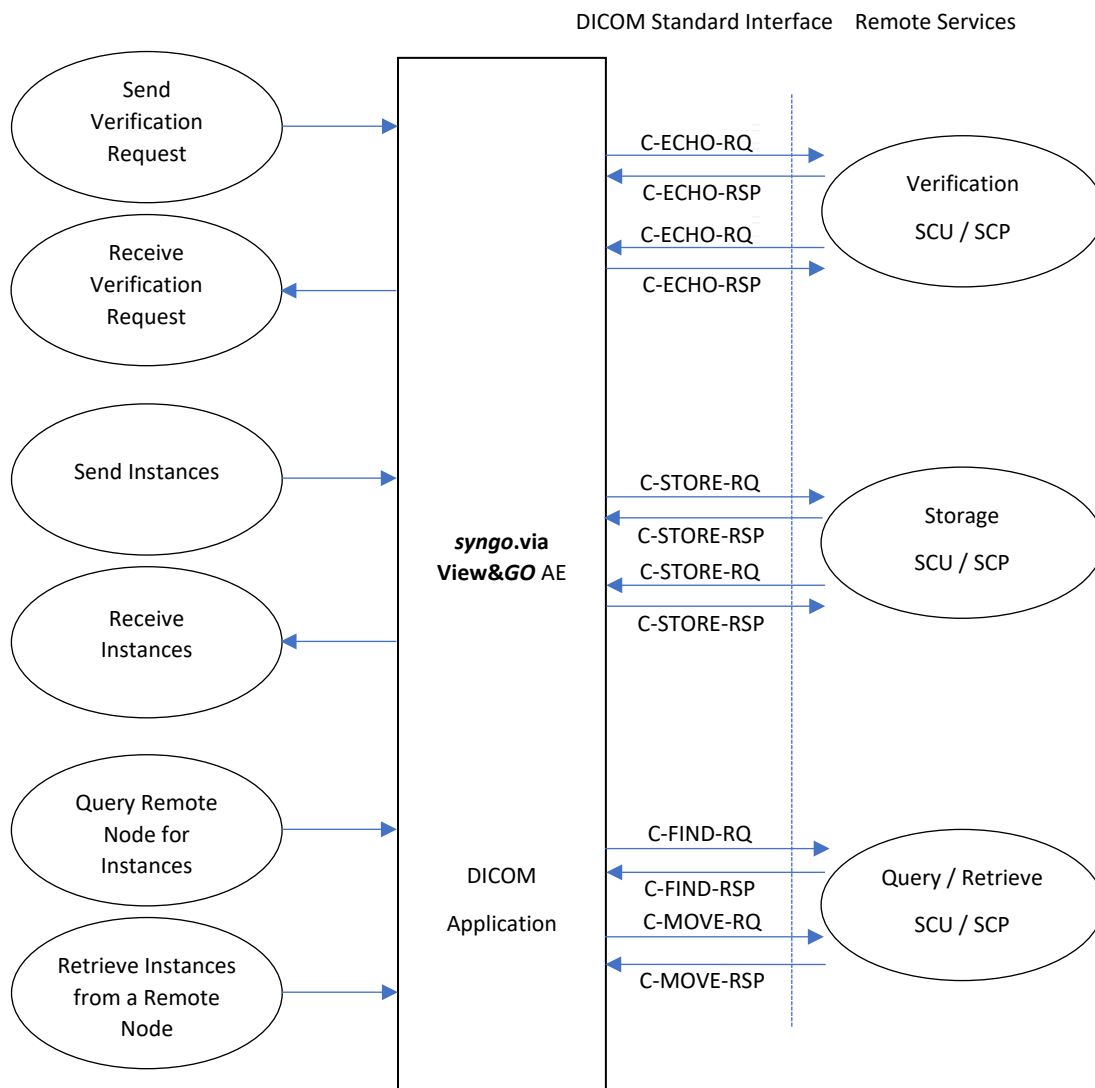 DICOM Standard Interface Remote Services
Send
Verification
Request
C-ECHO-RQ
C-ECHO-RSP
C-ECHO-RQ
C-ECHO-RSP
Verification
SCU / SCP
Receive
Verification
Request
Send Instances
C-STORE-RQ
C-STORE-RSP
C-STORE-RQ
C-STORE-RSP
Storage
SCU / SCP
syngo.via
View&GO AE
Receive
Instances
Query Remote
Node for
Instances
DICOM
Application
C-FIND-RQ
C-FIND-RSP
C-MOVE-RQ
C-MOVE-RSP
Query / Retrieve
SCU / SCP
Retrieve Instances
from a Remote
Node